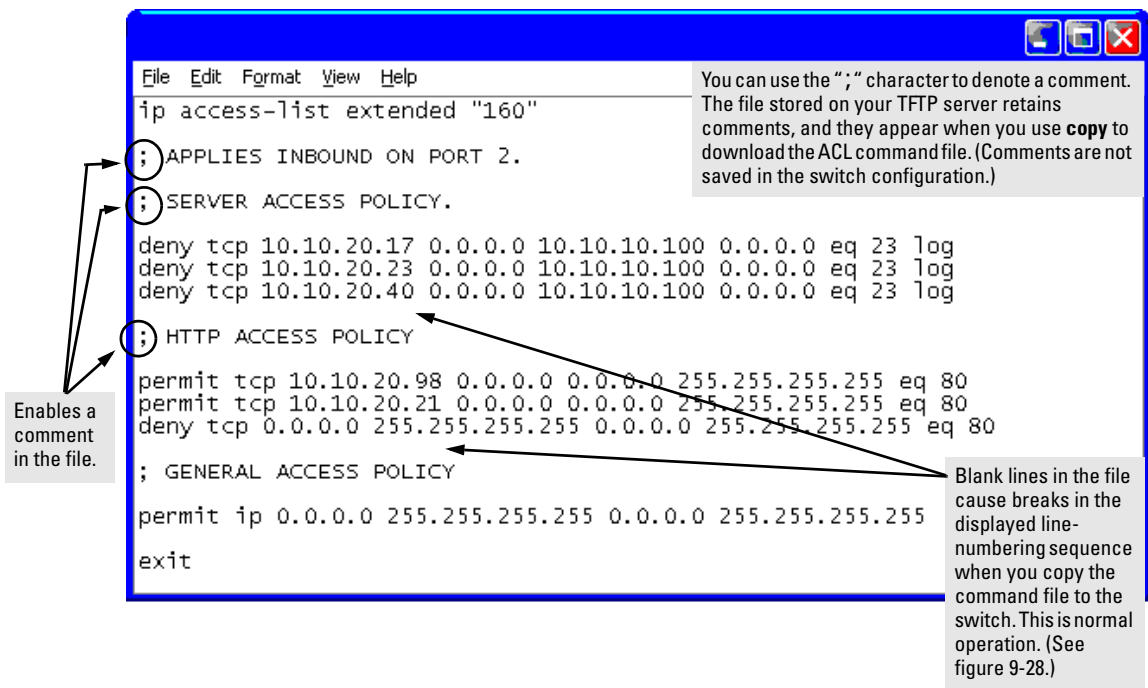 File Edit Format View Help
ip access-list extended "160"
; APPLIES INBOUND ON PORT 2.
; SERVER ACCESS POLICY.
deny tcp 10.10.20.17 0.0.0.0 10.10.10.100 0.0.0.0 eq 23 log
deny tcp 10.10.20.23 0.0.0.0 10.10.10.100 0.0.0.0 eq 23 log
deny tcp 10.10.20.40 0.0.0.0 10.10.10.100 0.0.0.0 eq 23 log
; HTTP ACCESS POLICY
permit tcp 10.10.20.98 0.0.0.0 0.0.0.0 255.255.255.255 eq 80
permit tcp 10.10.20.21 0.0.0.0 0.0.0.0 255.255.255.255 eq 80
deny tcp 0.0.0.0 255.255.255.255 0.0.0.0 255.255.255.255 eq 80
; GENERAL ACCESS POLICY
permit ip 0.0.0.0 255.255.255.255 0.0.0.0 255.255.255.255
exit
You can use the " ; " character to denote a comment.
The file stored on your TFTP server retains
comments, and they appear when you use copy to
download the ACL command file. (Comments are not
saved in the switch configuration.)
Enables a
comment
in the file.
Blank lines in the file
cause breaks in the
displayed line-
numbering sequence
when you copy the
command file to the
switch. This is normal
operation. (See
figure 9-28.)